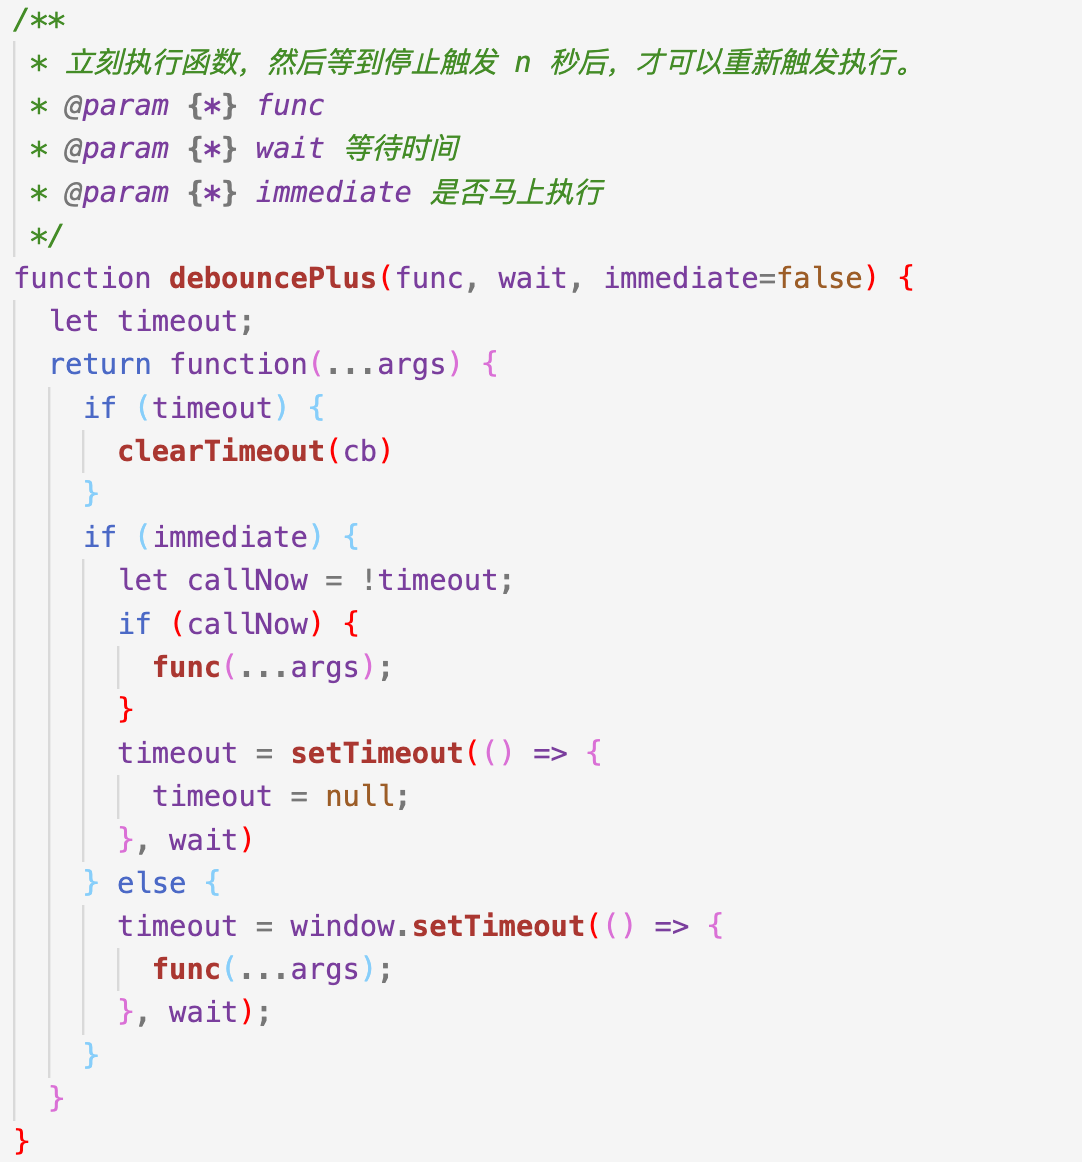 /**
 * 立刻执行函数，然后等到停止触发 n 秒后，才可以重新触发执行。
 * @param {*} func
 * @param {*} wait 等待时间
 * @param {*} immediate 是否马上执行
 */
function debouncePlus(func, wait, immediate=false) {
  let timeout;
  return function(...args) {
    if (timeout) {
      clearTimeout(cb)
    }
    if (immediate) {
      let callNow = !timeout;
      if (callNow) {
        func(...args);
      }
      timeout = setTimeout(() => {
        timeout = null;
      }, wait)
    } else {
      timeout = window.setTimeout(() => {
        func(...args);
      }, wait);
    }
  }
}